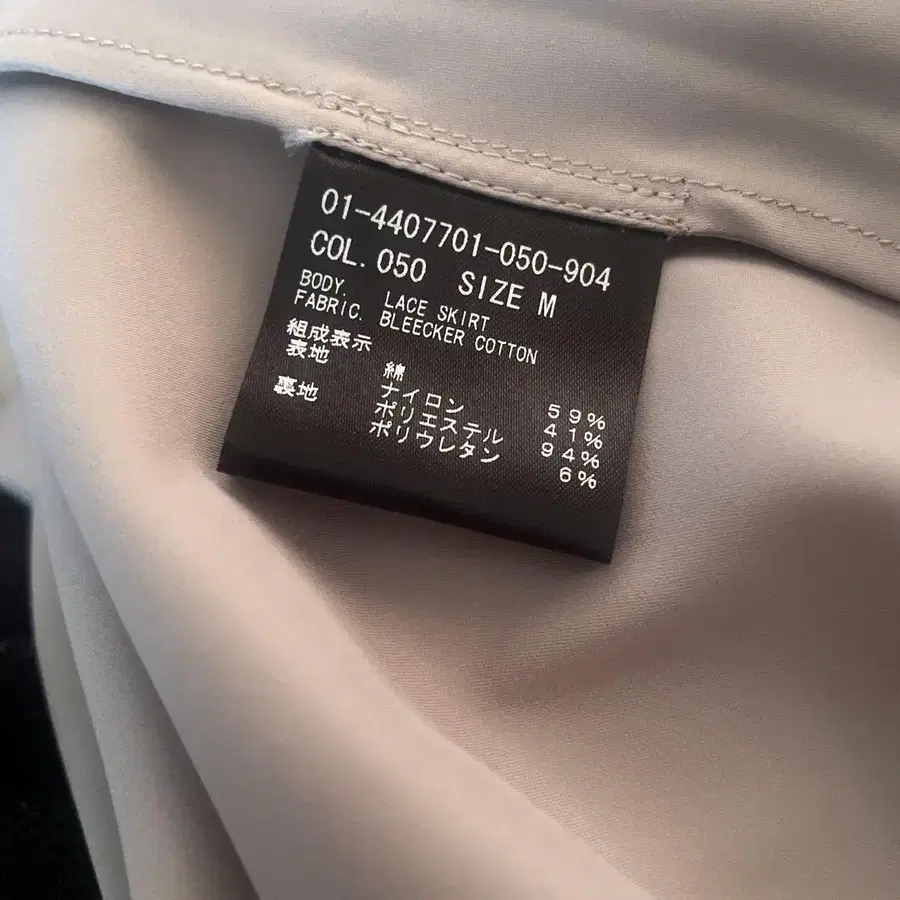 01-4407701-050-904
COL. 050 SIZE M
BODY. LACE SKIRT
FABRIC. BLEECKER COTTON
組成表示
表地 綿 59%
ナイロン 41%
裏地 ポリエステル 94%
ポリウレタン 6%